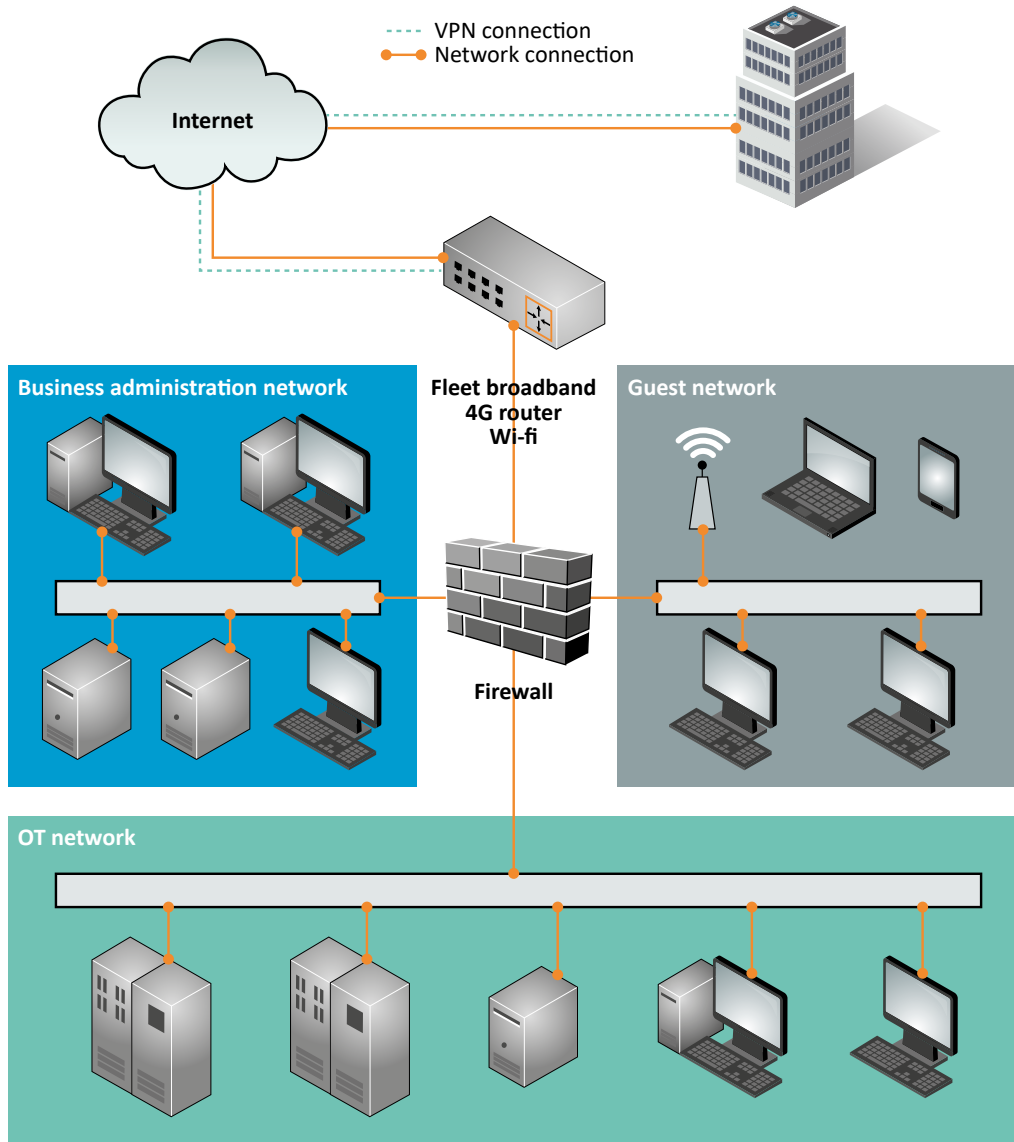 VPN connection
Network connection
Internet
Business administration network
Fleet broadband
4G router
Wi-fi
Guest network
Firewall
OT network